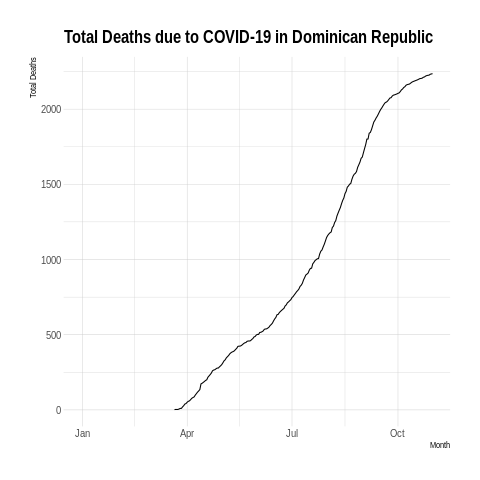 Total Deaths due to COVID-19 in Dominican Republic
Total Deaths
2000
1500
1000
500
0
Jan Apr Jul Oct
Month